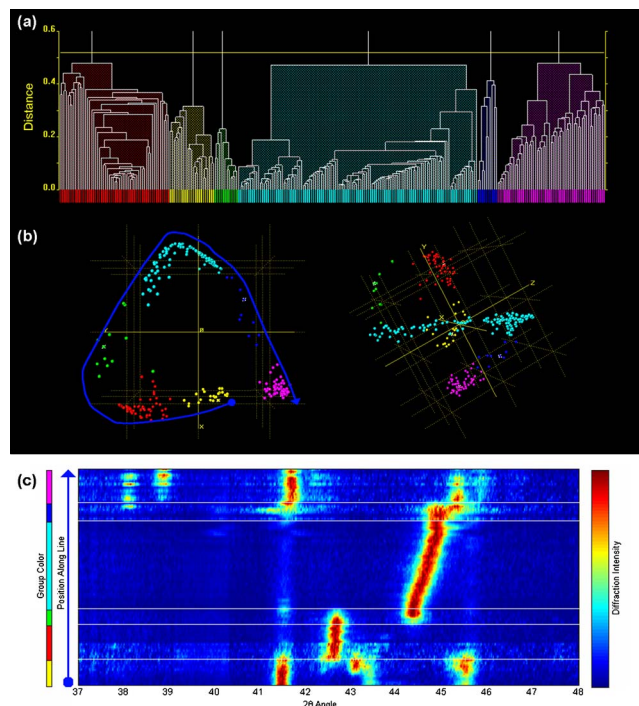 (a)
0.6
0.4
0.2
0.0
Distance
(b)
X
Y
X
Z
(c)
Group Color
Position Along Line
37 38 39 40 41 42 43 44 45 46 47 48
2θ Angle
Diffraction Intensity